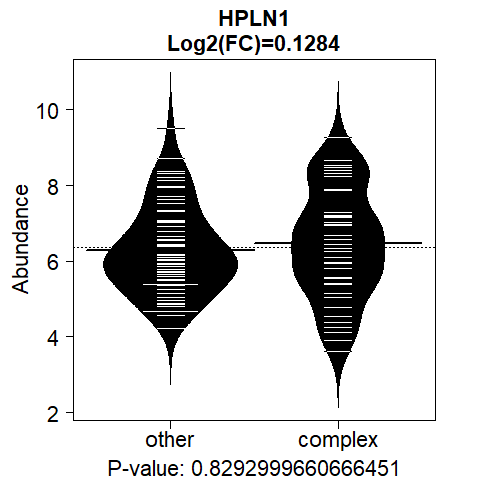 HPLN1
Log2(FC)=0.1284
Abundance
10
8
6
4
2
other complex
P-value: 0.8292999660666451